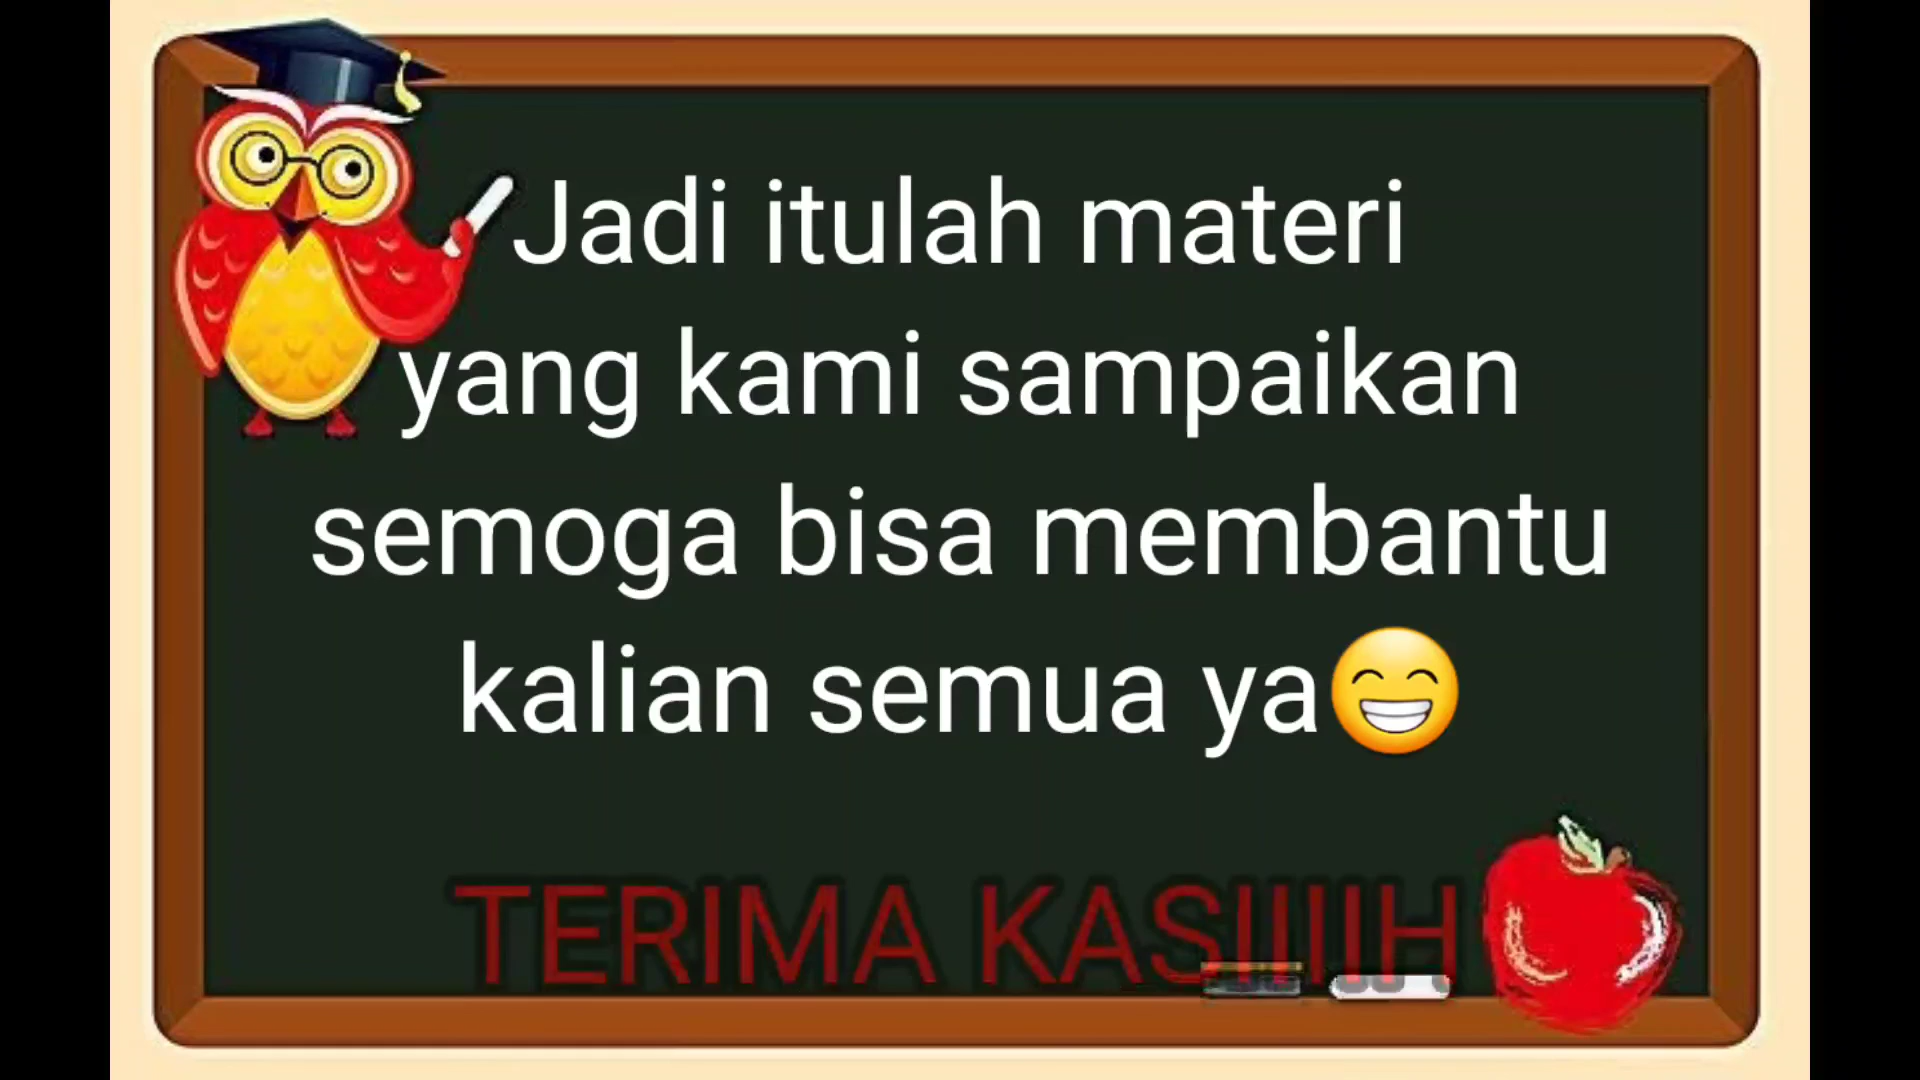 Jadi itulah materi
yang kami sampaikan
semoga bisa membantu
kalian semua ya😁
TERIMA KASIIIIH